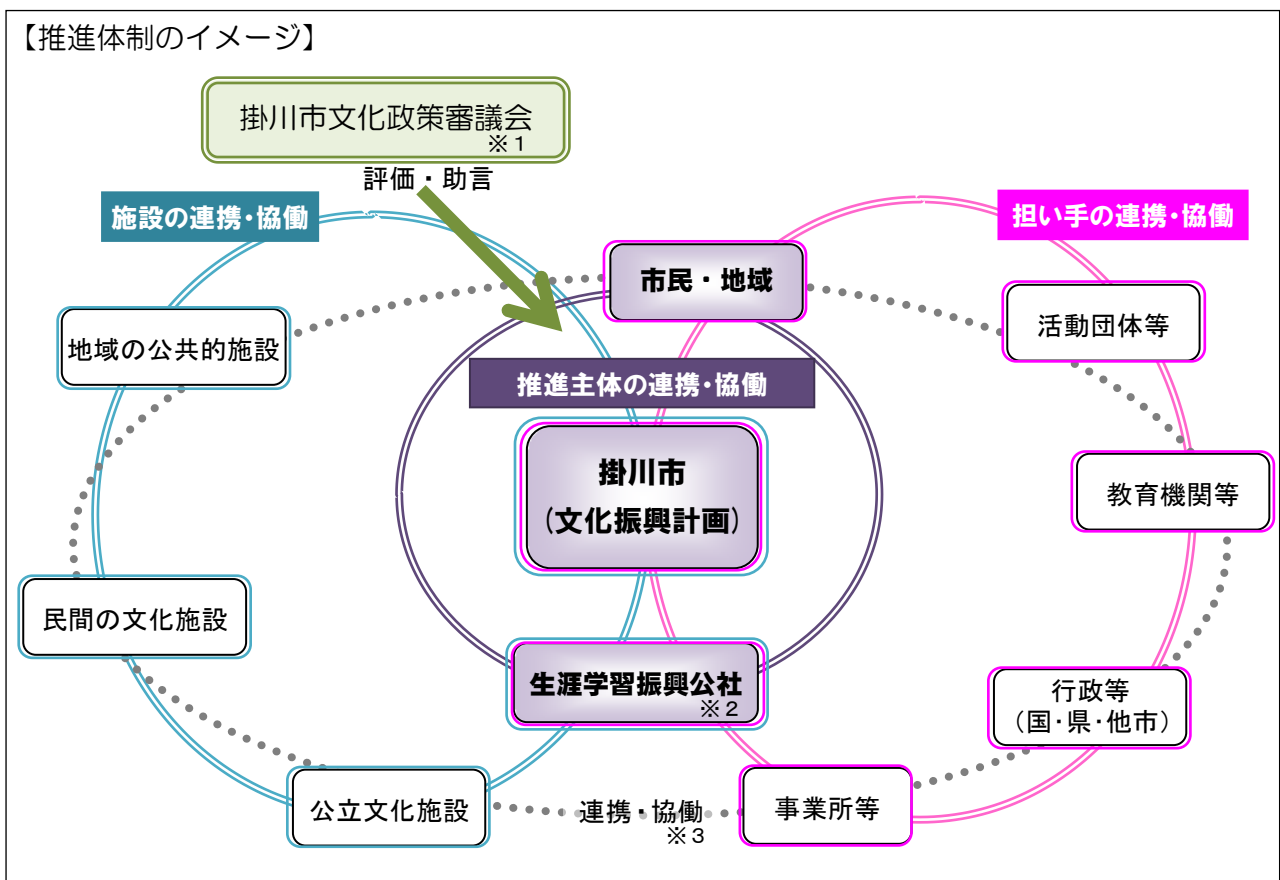 【推進体制のイメージ】
掛川市文化政策審議会
※1
評価・助言
施設の連携・協働
担い手の連携・協働
市民・地域
地域の公共的施設
活動団体等
推進主体の連携・協働
掛川市
(文化振興計画)
教育機関等
民間の文化施設
生涯学習振興公社
※2
行政等
(国・県・他市)
公立文化施設
連携・協働
※3
事業所等